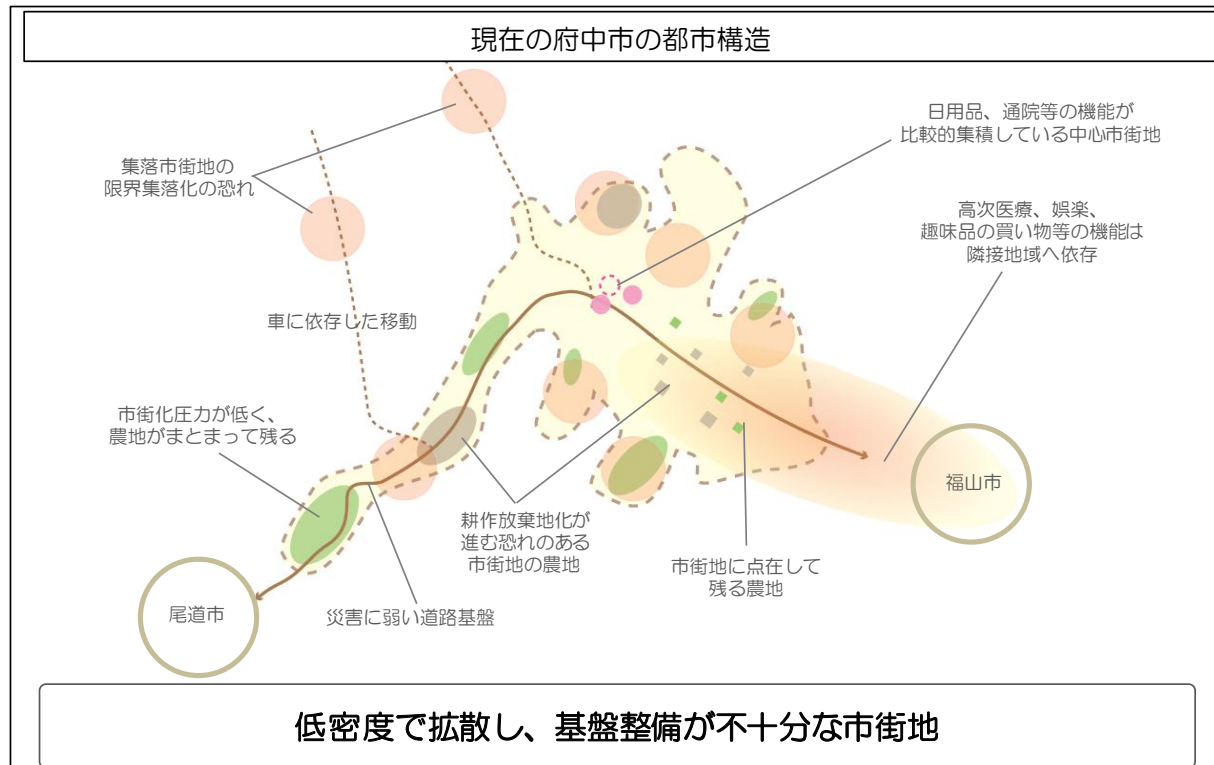 現在の府中市の都市構造
日用品、通院等の機能が
比較的集積している中心市街地
集落市街地の
限界集落化の恐れ
高次医療、娯楽、
趣味品の買い物等の機能は
隣接地域へ依存
車に依存した移動
市街化圧力が低く、
農地がまとまって残る
福山市
耕作放棄地化が
進む恐れのある
市街地の農地
市街地に点在して
残る農地
尾道市
災害に弱い道路基盤
低密度で拡散し、基盤整備が不十分な市街地